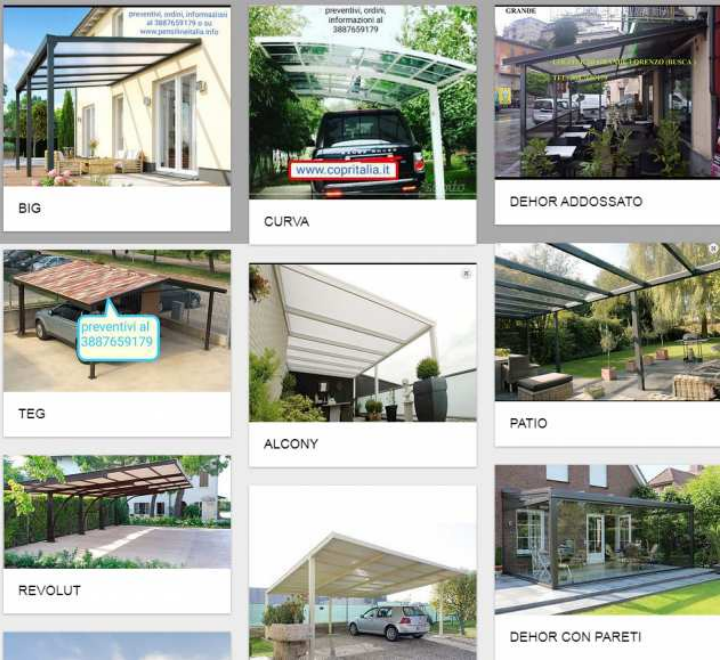 preventivi, ordini, informazioni
al 3887659179 o su
www.pensilineitalia.info
BIG
preventivi, ordini,
informazioni al
3887659179
www.copritalia.it
CURVA
GRANDE
DEHOR ADDOSSATO
preventivi al
3887659179
TEG
ALCONY
PATIO
REVOLUT
DEHOR CON PARETI